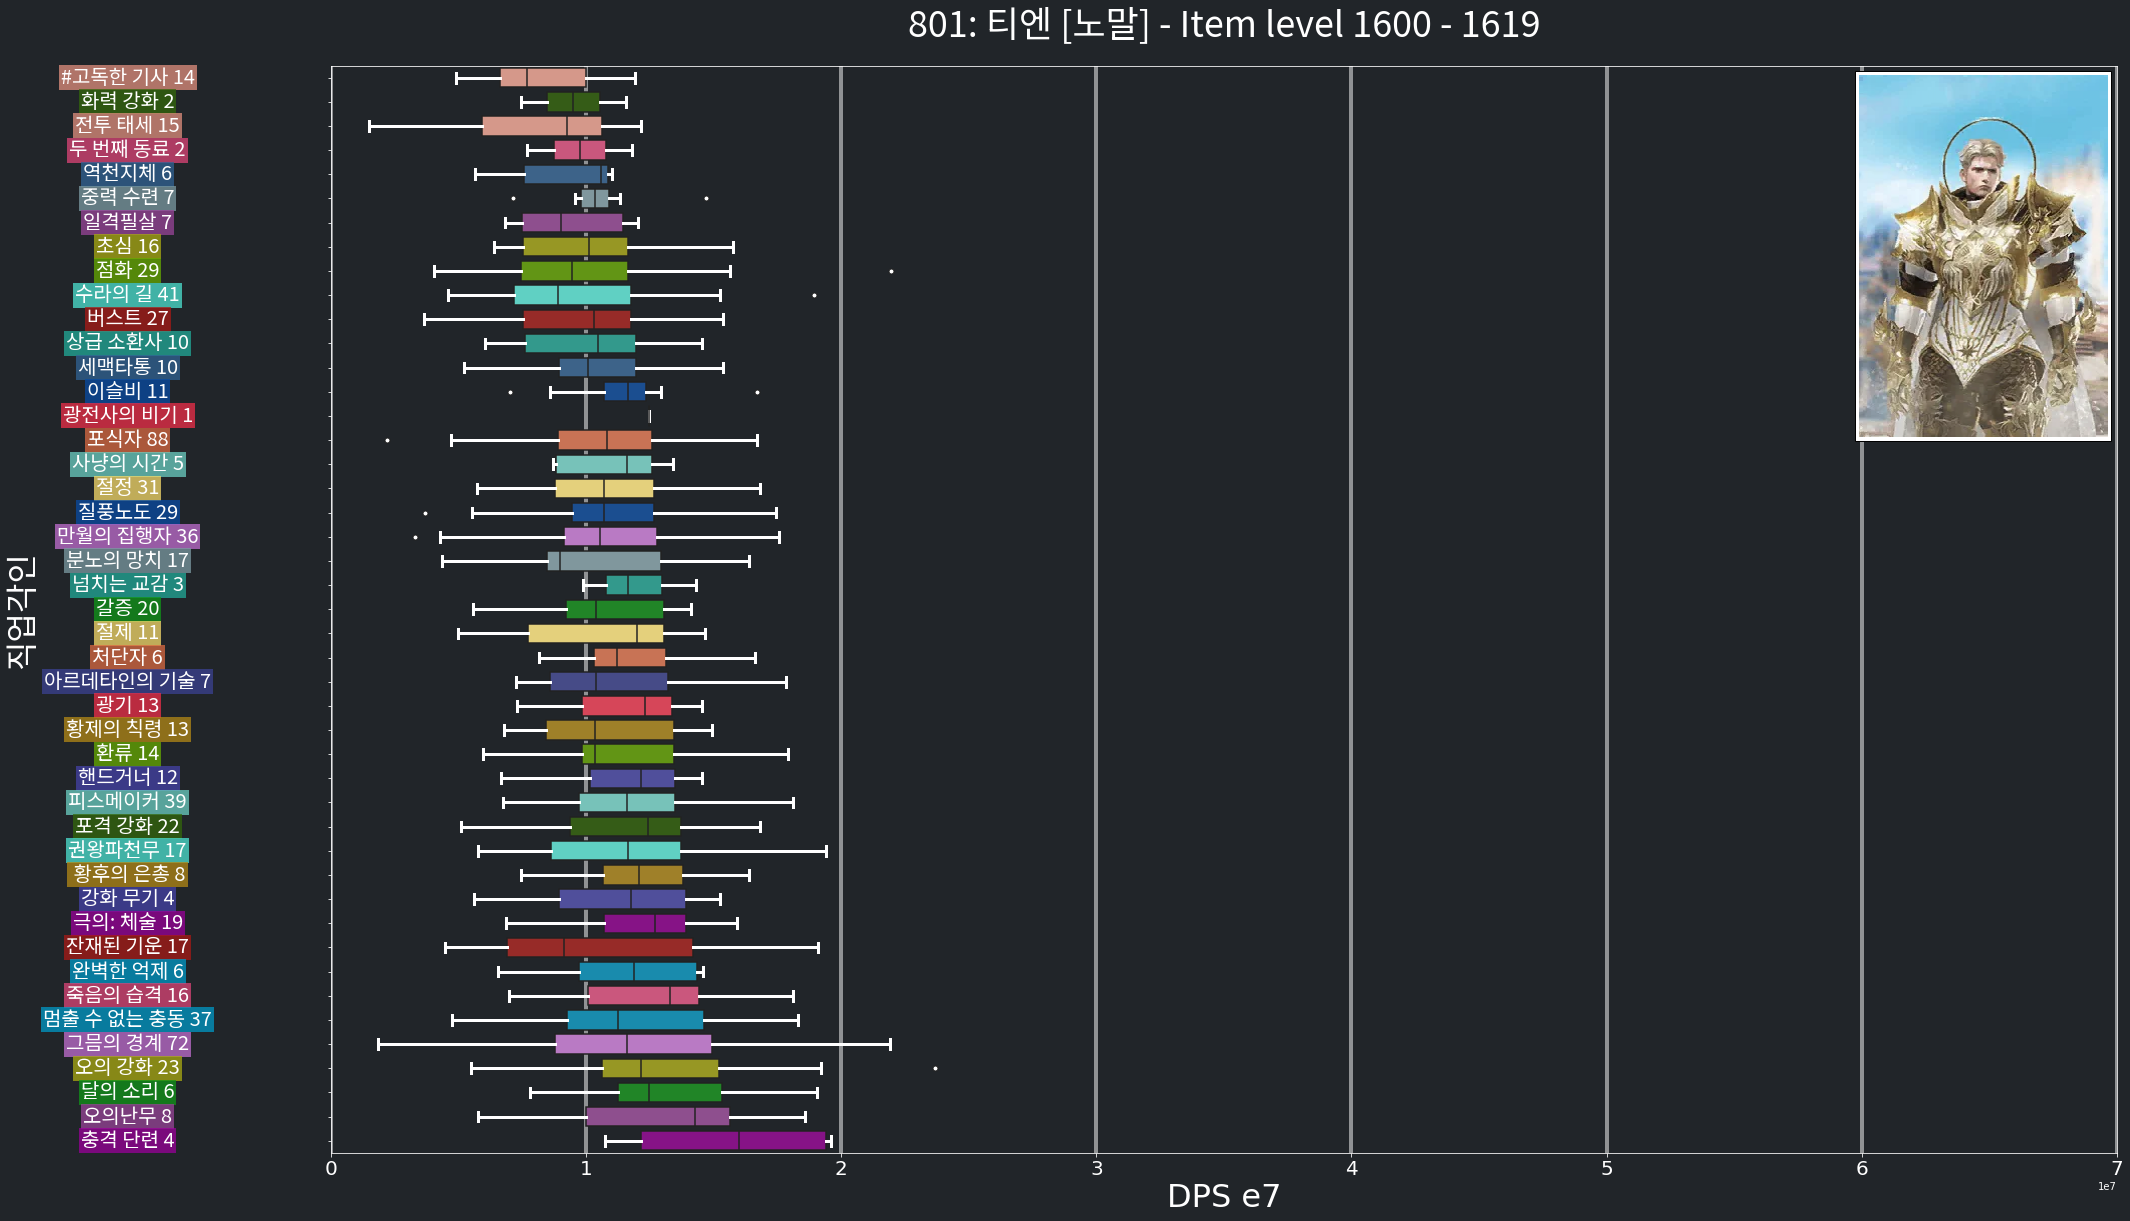 801: 티엔 [노말] - Item level 1600 - 1619
#고독한 기사 14
화력 강화 2
전투 태세 15
두 번째 동료 2
역천지체 6
중력 수련 7
일격필살 7
초심 16
점화 29
수라의 길 41
버스트 27
상급 소환사 10
세맥타통 10
이슬비 11
광전사의 비기 1
포식자 88
사냥의 시간 5
절정 31
질풍노도 29
만월의 집행자 36
분노의 망치 17
넘치는 교감 3
갈증 20
절제 11
처단자 6
아르데타인의 기술 7
광기 13
황제의 칙령 13
환류 14
핸드거너 12
피스메이커 39
포격 강화 22
권왕파천무 17
황후의 은총 8
강화 무기 4
극의: 체술 19
잔재된 기운 17
완벽한 억제 6
죽음의 습격 16
멈출 수 없는 충동 37
그믐의 경계 72
오의 강화 23
달의 소리 6
오의난무 8
충격 단련 4
직업각인
0 1 2 3 4 5 6 7
DPS e7
1e7